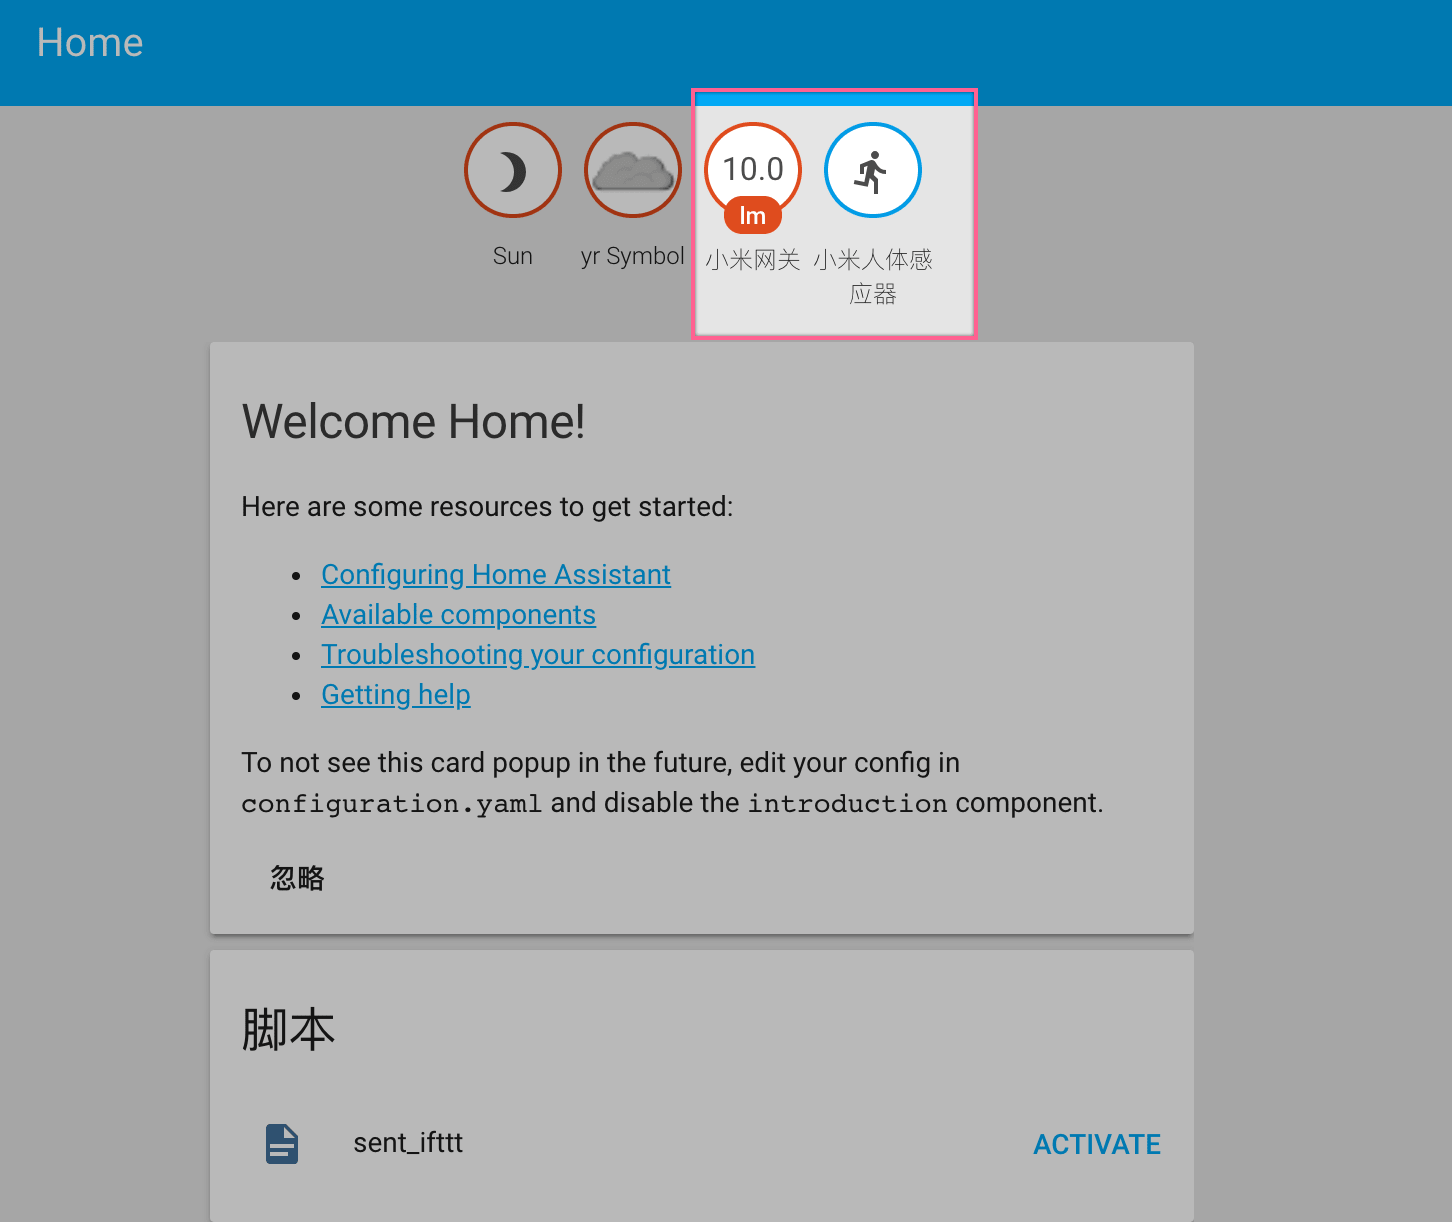 Home
10.0
lm
Sun
yr Symbol
小米网关
小米人体感
应器
Welcome Home!
Here are some resources to get started:
Configuring Home Assistant
Available components
Troubleshooting your configuration
Getting help
To not see this card popup in the future, edit your config in
configuration.yaml and disable the introduction component.
忽略
脚本
sent_ifttt
ACTIVATE